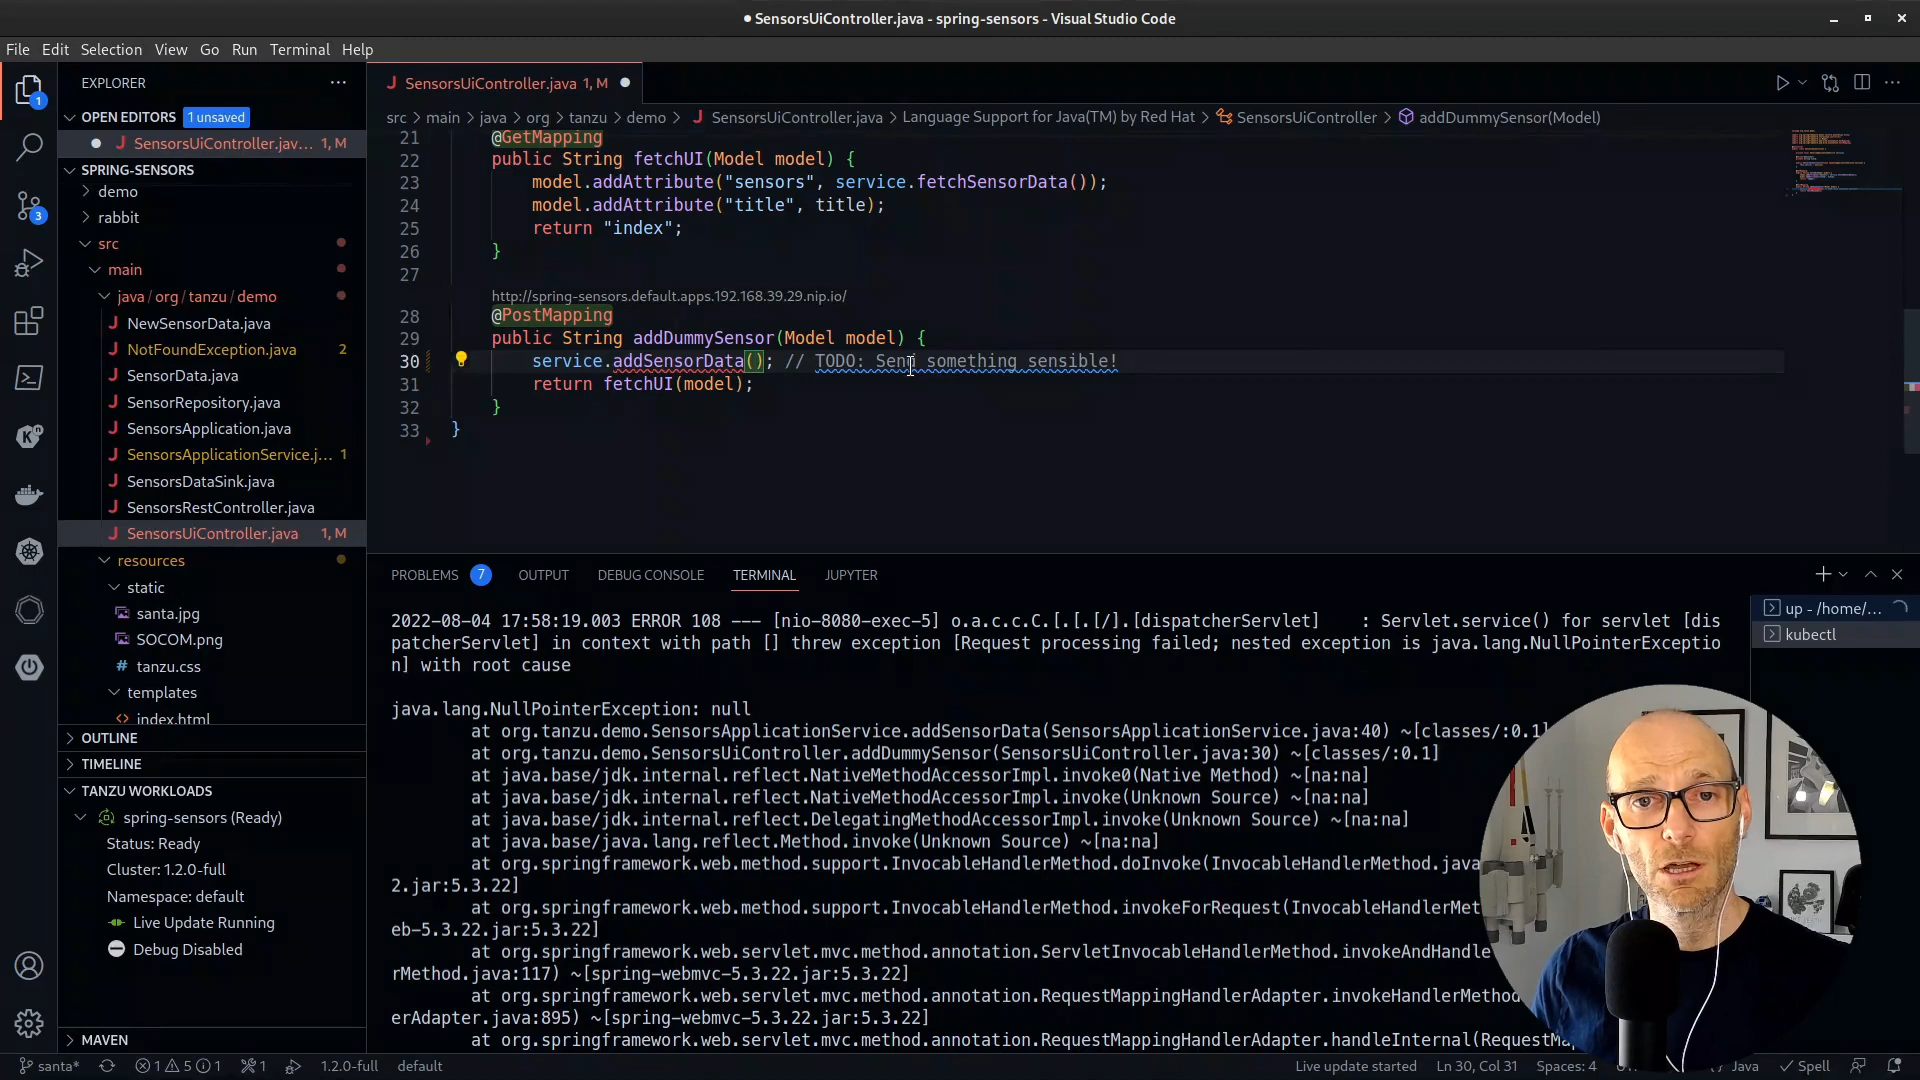 SensorsUiController.java - spring-sensors - Visual Studio Code
File Edit Selection View Go Run Terminal Help
EXPLORER
OPEN EDITORS 1 unsaved
SensorsUiController.jav... 1, M
SPRING-SENSORS
demo
rabbit
src
main
java / org / tanzu / demo
NewSensorData.java
NotFoundException.java 2
SensorData.java
SensorRepository.java
SensorsApplication.java
SensorsApplicationService.j... 1
SensorsDataSink.java
SensorsRestController.java
SensorsUiController.java 1, M
resources
static
santa.jpg
SOCOM.png
tanzu.css
templates
index.html
OUTLINE
TIMELINE
TANZU WORKLOADS
spring-sensors (Ready)
Status: Ready
Cluster: 1.2.0-full
Namespace: default
Live Update Running
Debug Disabled
MAVEN
SensorsUiController.java 1, M
src > main > java > org > tanzu > demo > SensorsUiController.java > Language Support for Java(TM) by Red Hat > SensorsUiController > addDummySensor(Model)
21 @GetMapping
22 public String fetchUI(Model model) {
23 model.addAttribute("sensors", service.fetchSensorData());
24 model.addAttribute("title", title);
25 return "index";
26 }
27
http://spring-sensors.default.apps.192.168.39.29.nip.io/
28 @PostMapping
29 public String addDummySensor(Model model) {
30 service.addSensorData(); // TODO: Send something sensible!
31 return fetchUI(model);
32 }
33 }
PROBLEMS 7 OUTPUT DEBUG CONSOLE TERMINAL JUPYTER
up - /home/...
kubectl
2022-08-04 17:58:19.003 ERROR 108 --- [nio-8080-exec-5] o.a.c.c.C.[.[.[/].[dispatcherServlet] : Servlet.service() for servlet [dis
patcherServlet] in context with path [] threw exception [Request processing failed; nested exception is java.lang.NullPointerExceptio
n] with root cause
java.lang.NullPointerException: null
at org.tanzu.demo.SensorsApplicationService.addSensorData(SensorsApplicationService.java:40) ~[classes/:0.1]
at org.tanzu.demo.SensorsUiController.addDummySensor(SensorsUiController.java:30) ~[classes/:0.1]
at java.base/jdk.internal.reflect.NativeMethodAccessorImpl.invoke0(Native Method) ~[na:na]
at java.base/jdk.internal.reflect.NativeMethodAccessorImpl.invoke(Unknown Source) ~[na:na]
at java.base/jdk.internal.reflect.DelegatingMethodAccessorImpl.invoke(Unknown Source) ~[na:na]
at java.base/java.lang.reflect.Method.invoke(Unknown Source) ~[na:na]
at org.springframework.web.method.support.InvocableHandlerMethod.doInvoke(InvocableHandlerMethod.java
2.jar:5.3.22]
at org.springframework.web.method.support.InvocableHandlerMethod.invokeForRequest(InvocableHandlerMet
eb-5.3.22.jar:5.3.22]
at org.springframework.web.servlet.mvc.method.annotation.ServletInvocableHandlerMethod.invokeAndHandle
rMethod.java:117) ~[spring-webmvc-5.3.22.jar:5.3.22]
at org.springframework.web.servlet.mvc.method.annotation.RequestMappingHandlerAdapter.invokeHandlerMethod
erAdapter.java:895) ~[spring-webmvc-5.3.22.jar:5.3.22]
at org.springframework.web.servlet.mvc.method.annotation.RequestMappingHandlerAdapter.handleInternal(RequestMap
santa* 1 5 1 1 1.2.0-full default Live update started Ln 30, Col 31 Spaces: 4 Java Spell